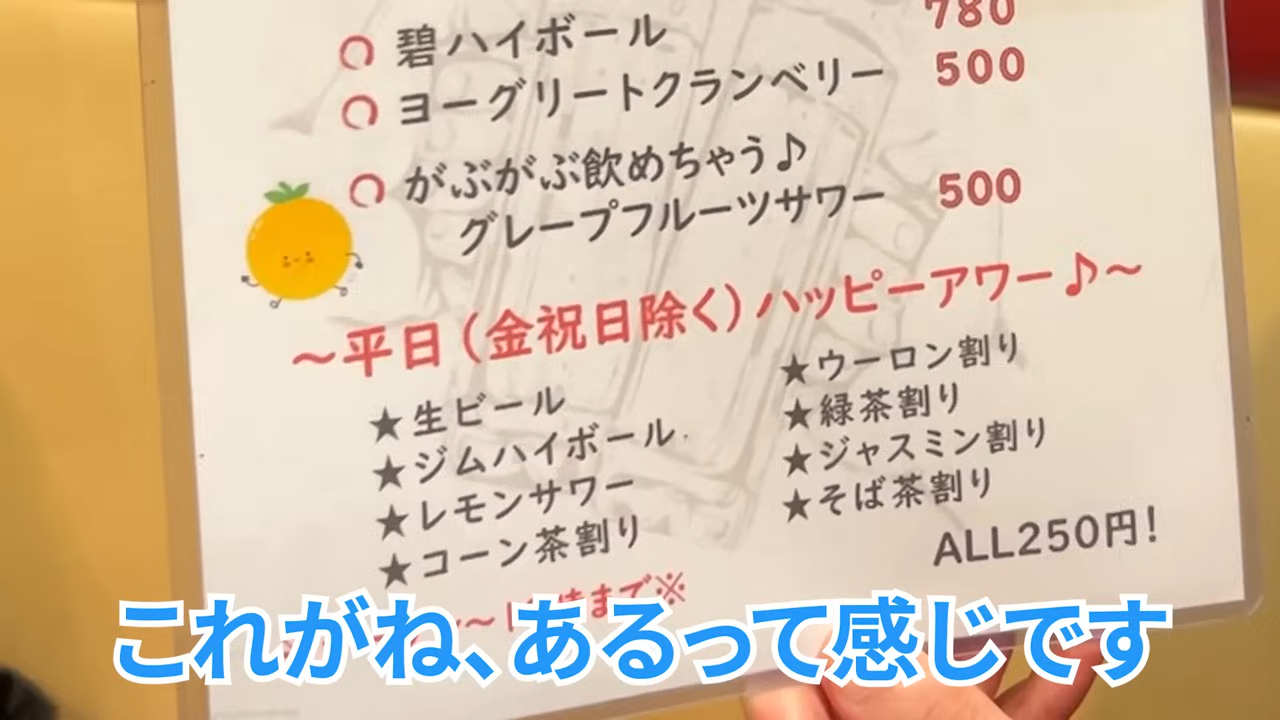 碧ハイボール 780
ヨーグリートクランベリー 500
がぶがぶ飲めちゃう♪
グレープフルーツサワー 500
～平日（金祝日除く）ハッピーアワー♪～
★生ビール
★ジムハイボール
★レモンサワー
★コーン茶割り
★ウーロン割り
★緑茶割り
★ジャスミン割り
★そば茶割り
ALL250円！
まで※
これがね、あるって感じです